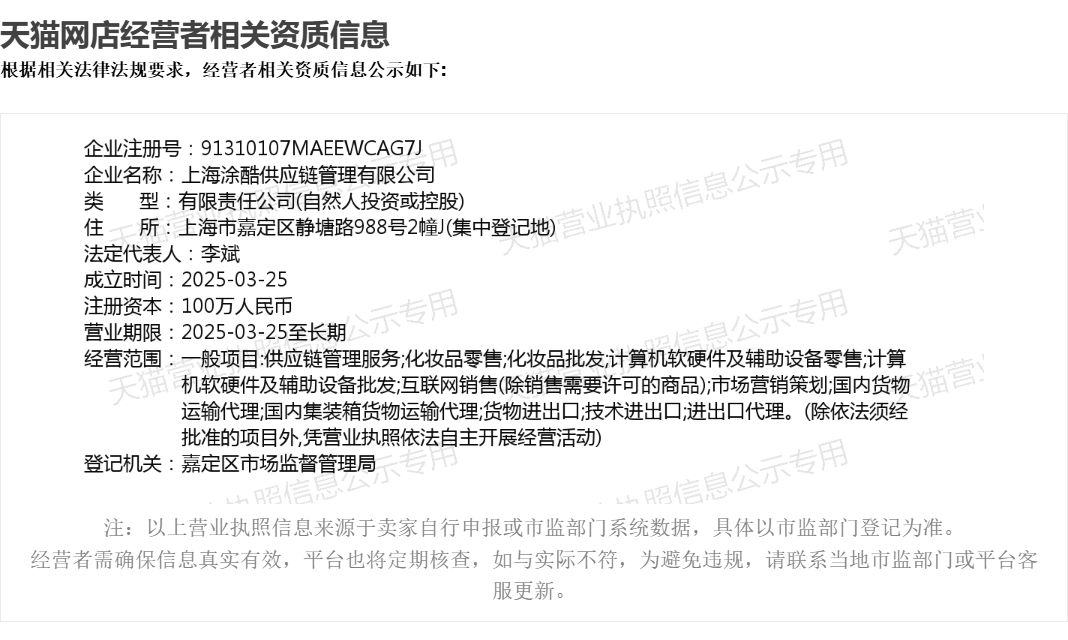 天猫网店经营者相关资质信息
根据相关法律法规要求，经营者相关资质信息公示如下:
企业注册号：91310107MAEEWCAG7J
企业名称：上海涂酷供应链管理有限公司
类 型：有限责任公司(自然人投资或控股)
住 所：上海市嘉定区静塘路988号2幢J(集中登记地)
法定代表人：李斌
成立时间：2025-03-25
注册资本：100万人民币
营业期限：2025-03-25至长期
经营范围：一般项目:供应链管理服务;化妆品零售;化妆品批发;计算机软硬件及辅助设备零售;计算
机软硬件及辅助设备批发;互联网销售(除销售需要许可的商品);市场营销策划;国内货物
运输代理;国内集装箱货物运输代理;货物进出口;技术进出口;进出口代理。(除依法须经
批准的项目外,凭营业执照依法自主开展经营活动)
登记机关：嘉定区市场监督管理局
天猫营业执照信息公示专用
注：以上营业执照信息来源于卖家自行申报或市监部门系统数据，具体以市监部门登记为准。
经营者需确保信息真实有效，平台也将定期核查，如与实际不符，为避免违规，请联系当地市监部门或平台客
服更新。